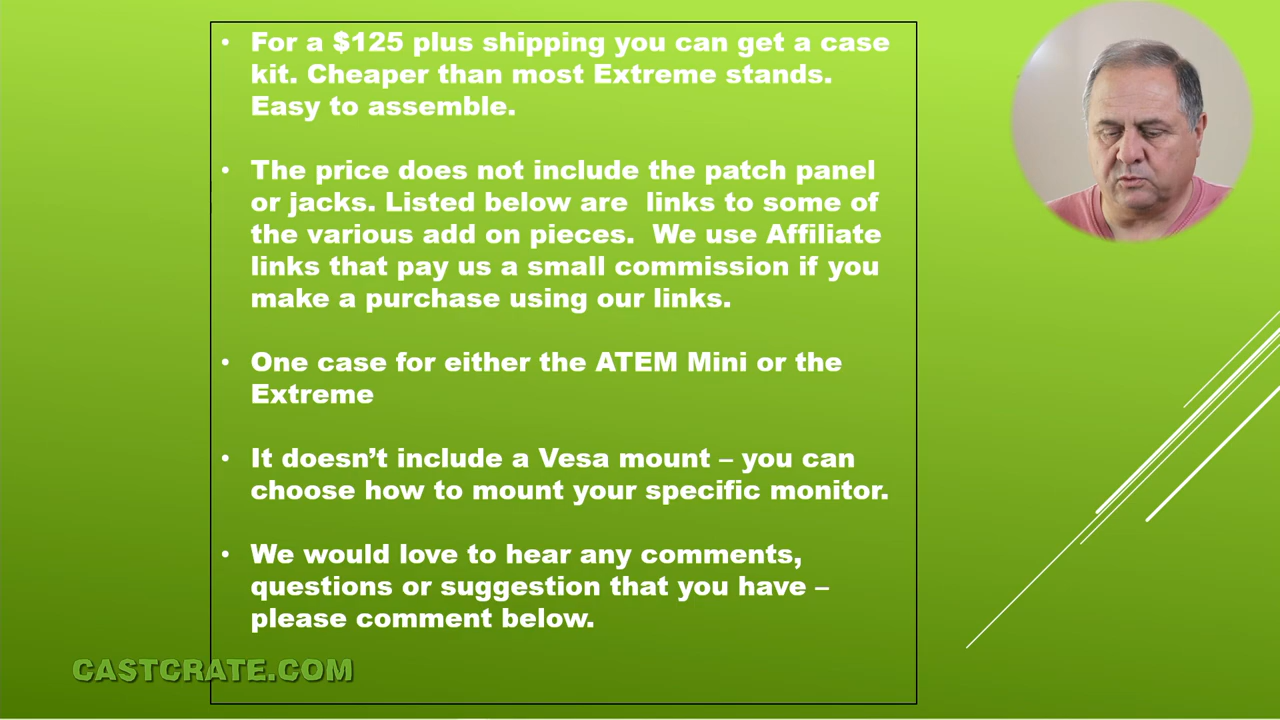 • For a $125 plus shipping you can get a case
kit. Cheaper than most Extreme stands.
Easy to assemble.
• The price does not include the patch panel
or jacks. Listed below are  links to some of
the various add on pieces.  We use Affiliate
links that pay us a small commission if you
make a purchase using our links.
• One case for either the ATEM Mini or the
Extreme
• It doesn’t include a Vesa mount – you can
choose how to mount your specific monitor.
• We would love to hear any comments,
questions or suggestion that you have –
please comment below.
CASTCRATE.COM